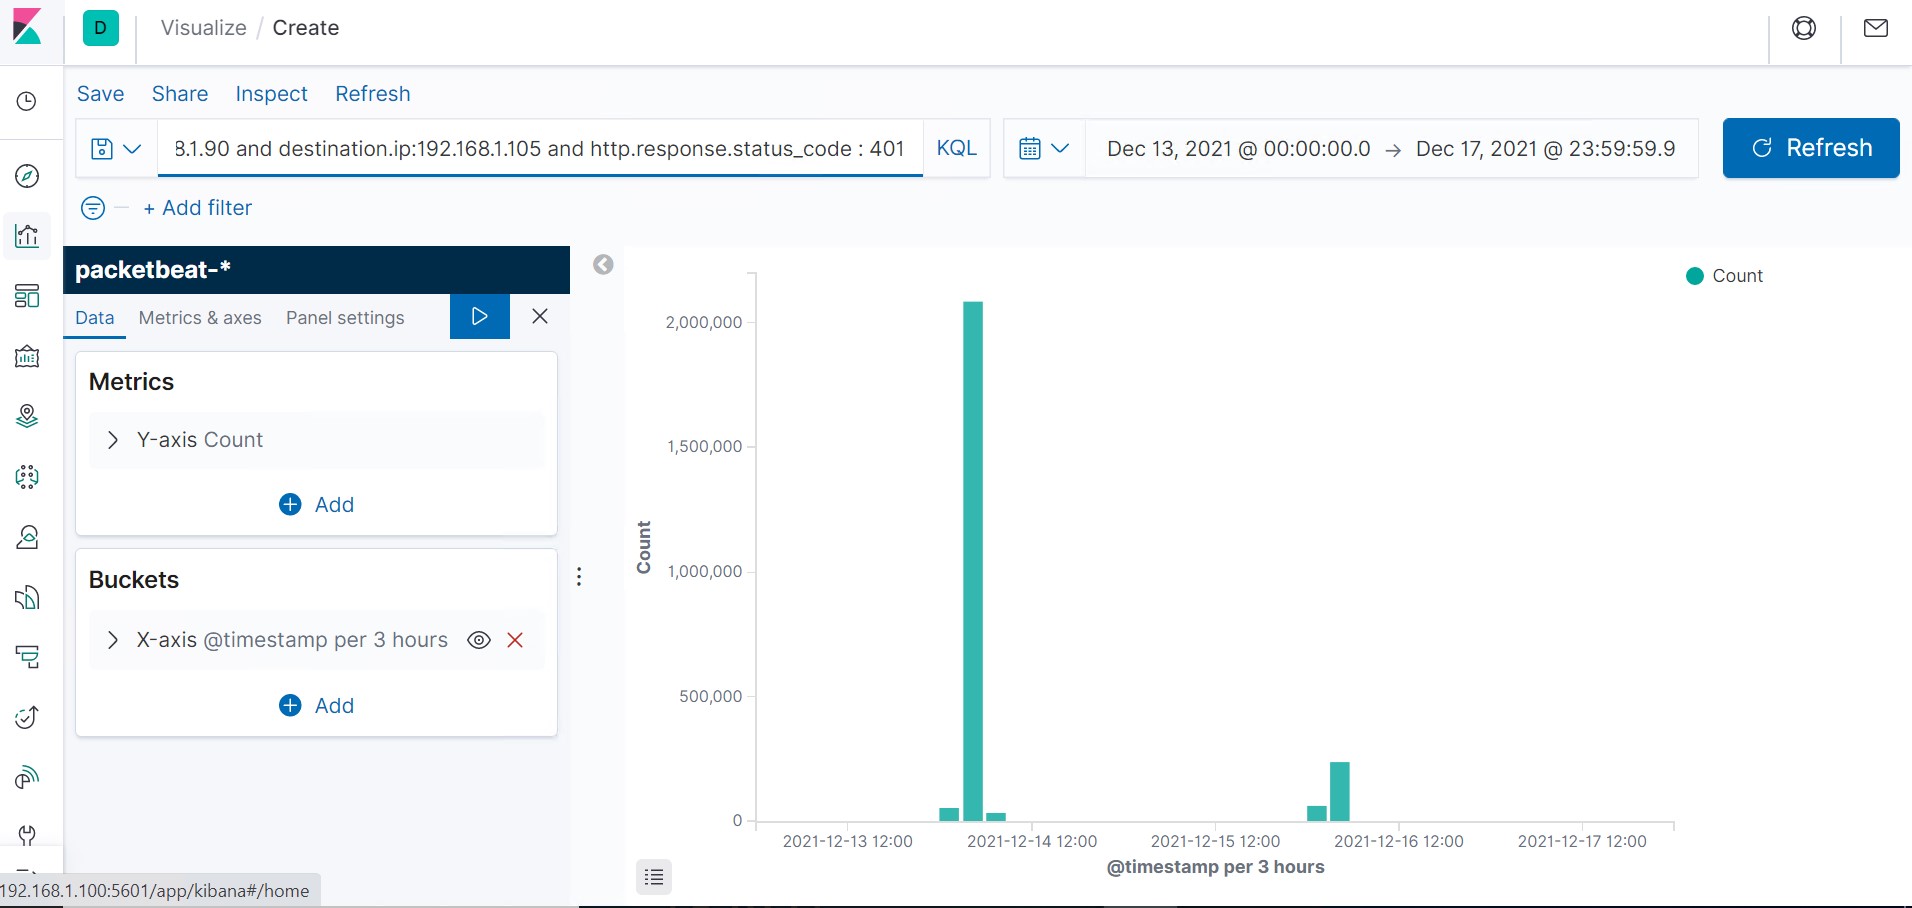 D
Visualize / Create
Save Share Inspect Refresh
8.1.90 and destination.ip:192.168.1.105 and http.response.status_code : 401 KQL
Dec 13, 2021 @ 00:00:00.0 → Dec 17, 2021 @ 23:59:59.9
Refresh
+ Add filter
packetbeat-*
Data Metrics & axes Panel settings
Metrics
Y-axis Count
Add
Buckets
X-axis @timestamp per 3 hours
Add
Count
2,000,000
1,500,000
1,000,000
500,000
0
Count
2021-12-13 12:00 2021-12-14 12:00 2021-12-15 12:00 2021-12-16 12:00 2021-12-17 12:00
@timestamp per 3 hours
192.168.1.100:5601/app/kibana#/home